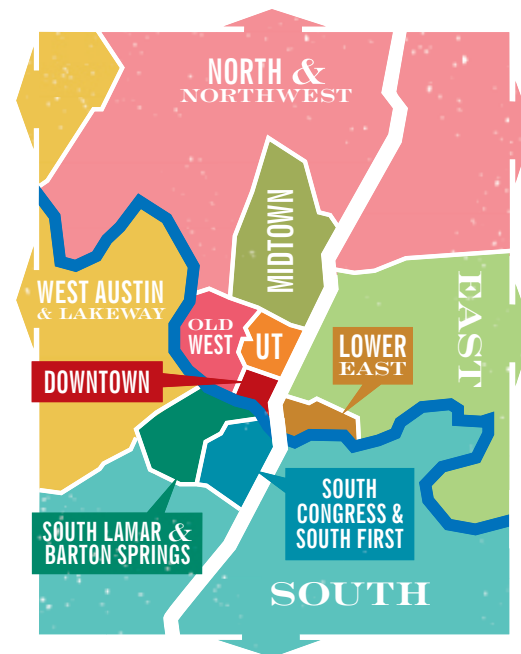 NORTH &
NORTHWEST
MIDTOWN
WEST AUSTIN
& LAKEWAY
OLD
WEST
UT
EAST
LOWER
EAST
DOWNTOWN
SOUTH LAMAR &
BARTON SPRINGS
SOUTH
CONGRESS &
SOUTH FIRST
SOUTH